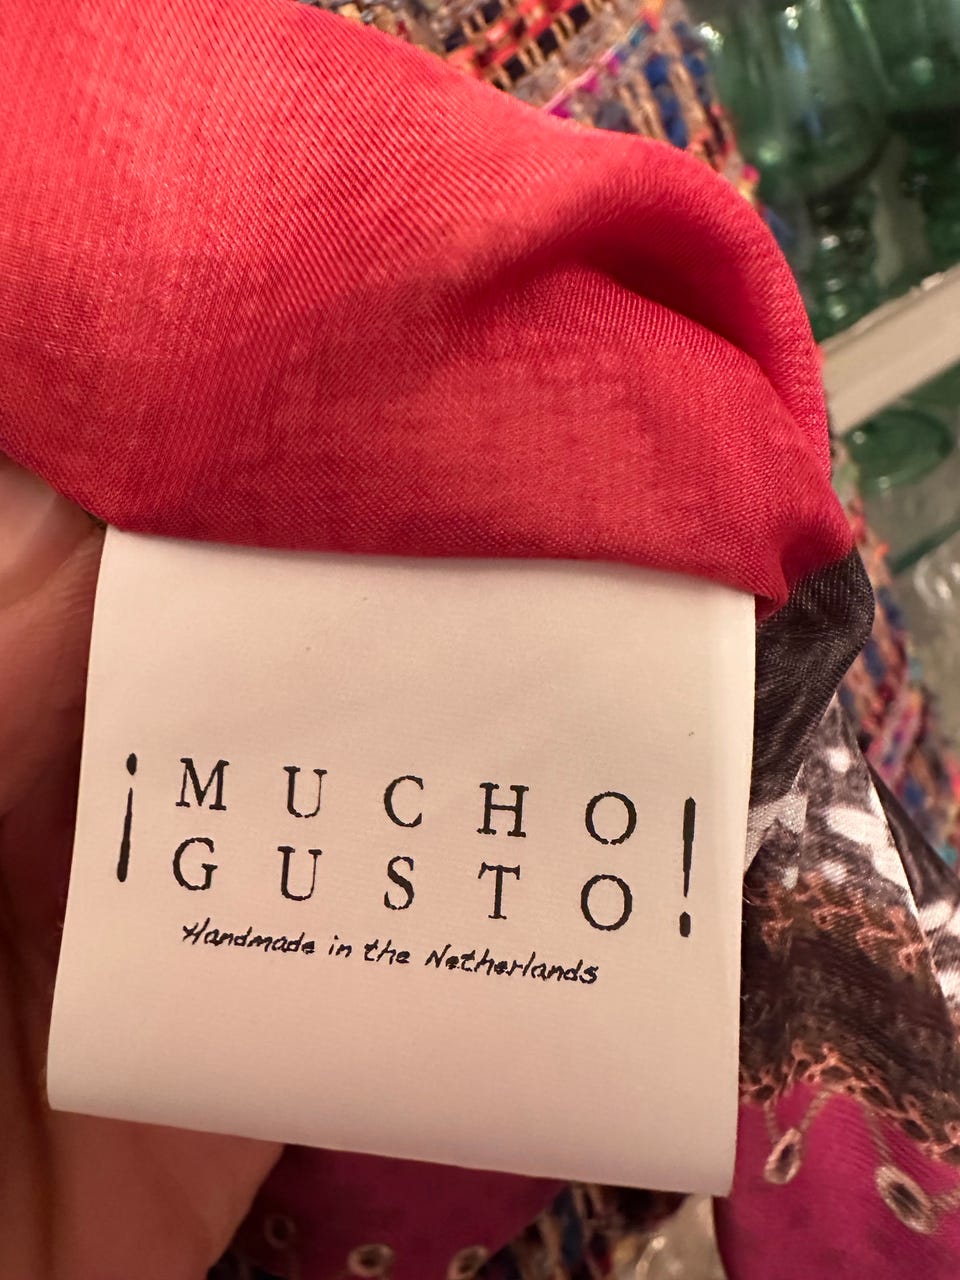 ¡MUCHO
GUSTO!
Handmade in the Netherlands